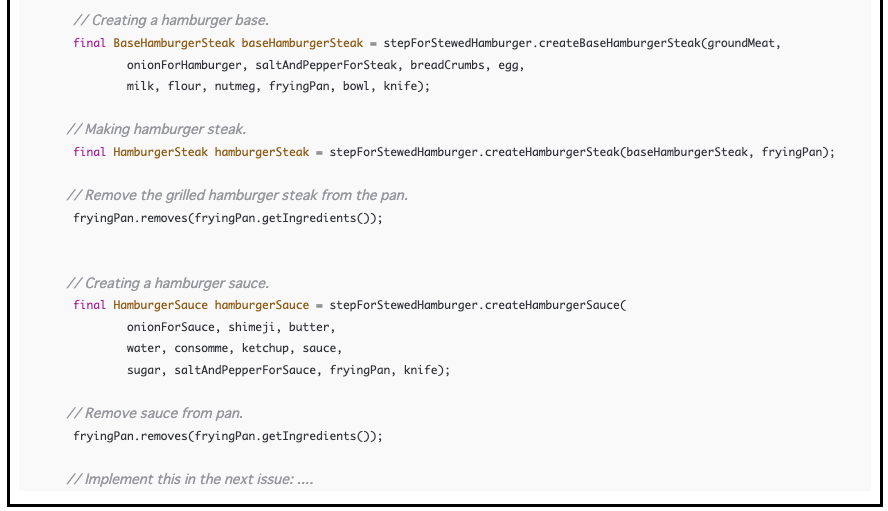 // Creating a hamburger base.
final BaseHamburgerSteak baseHamburgerSteak = stepForStewedHamburger.createBaseHamburgerSteak(groundMeat,
onionForHamburger, saltAndPepperForSteak, breadCrumbs, egg,
milk, flour, nutmeg, fryingPan, bowl, knife);
// Making hamburger steak.
final HamburgerSteak hamburgerSteak = stepForStewedHamburger.createHamburgerSteak(baseHamburgerSteak, fryingPan);
// Remove the grilled hamburger steak from the pan.
fryingPan.removes(fryingPan.getIngredients());
// Creating a hamburger sauce.
final HamburgerSauce hamburgerSauce = stepForStewedHamburger.createHamburgerSauce(
onionForSauce, shimeji, butter,
water, consomme, ketchup, sauce,
sugar, saltAndPepperForSauce, fryingPan, knife);
// Remove sauce from pan.
fryingPan.removes(fryingPan.getIngredients());
// Implement this in the next issue: ....